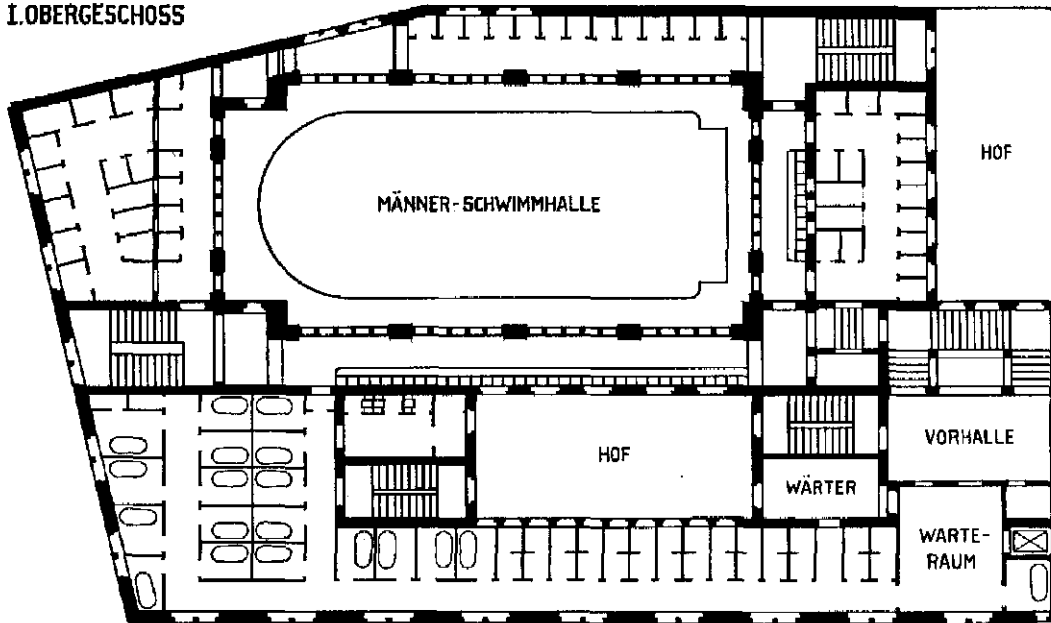 I.OBERGESCHOSS
HOF
MÄNNER-SCHWIMMHALLE
HOF
VORHALLE
WÄRTER
WARTE-
RAUM